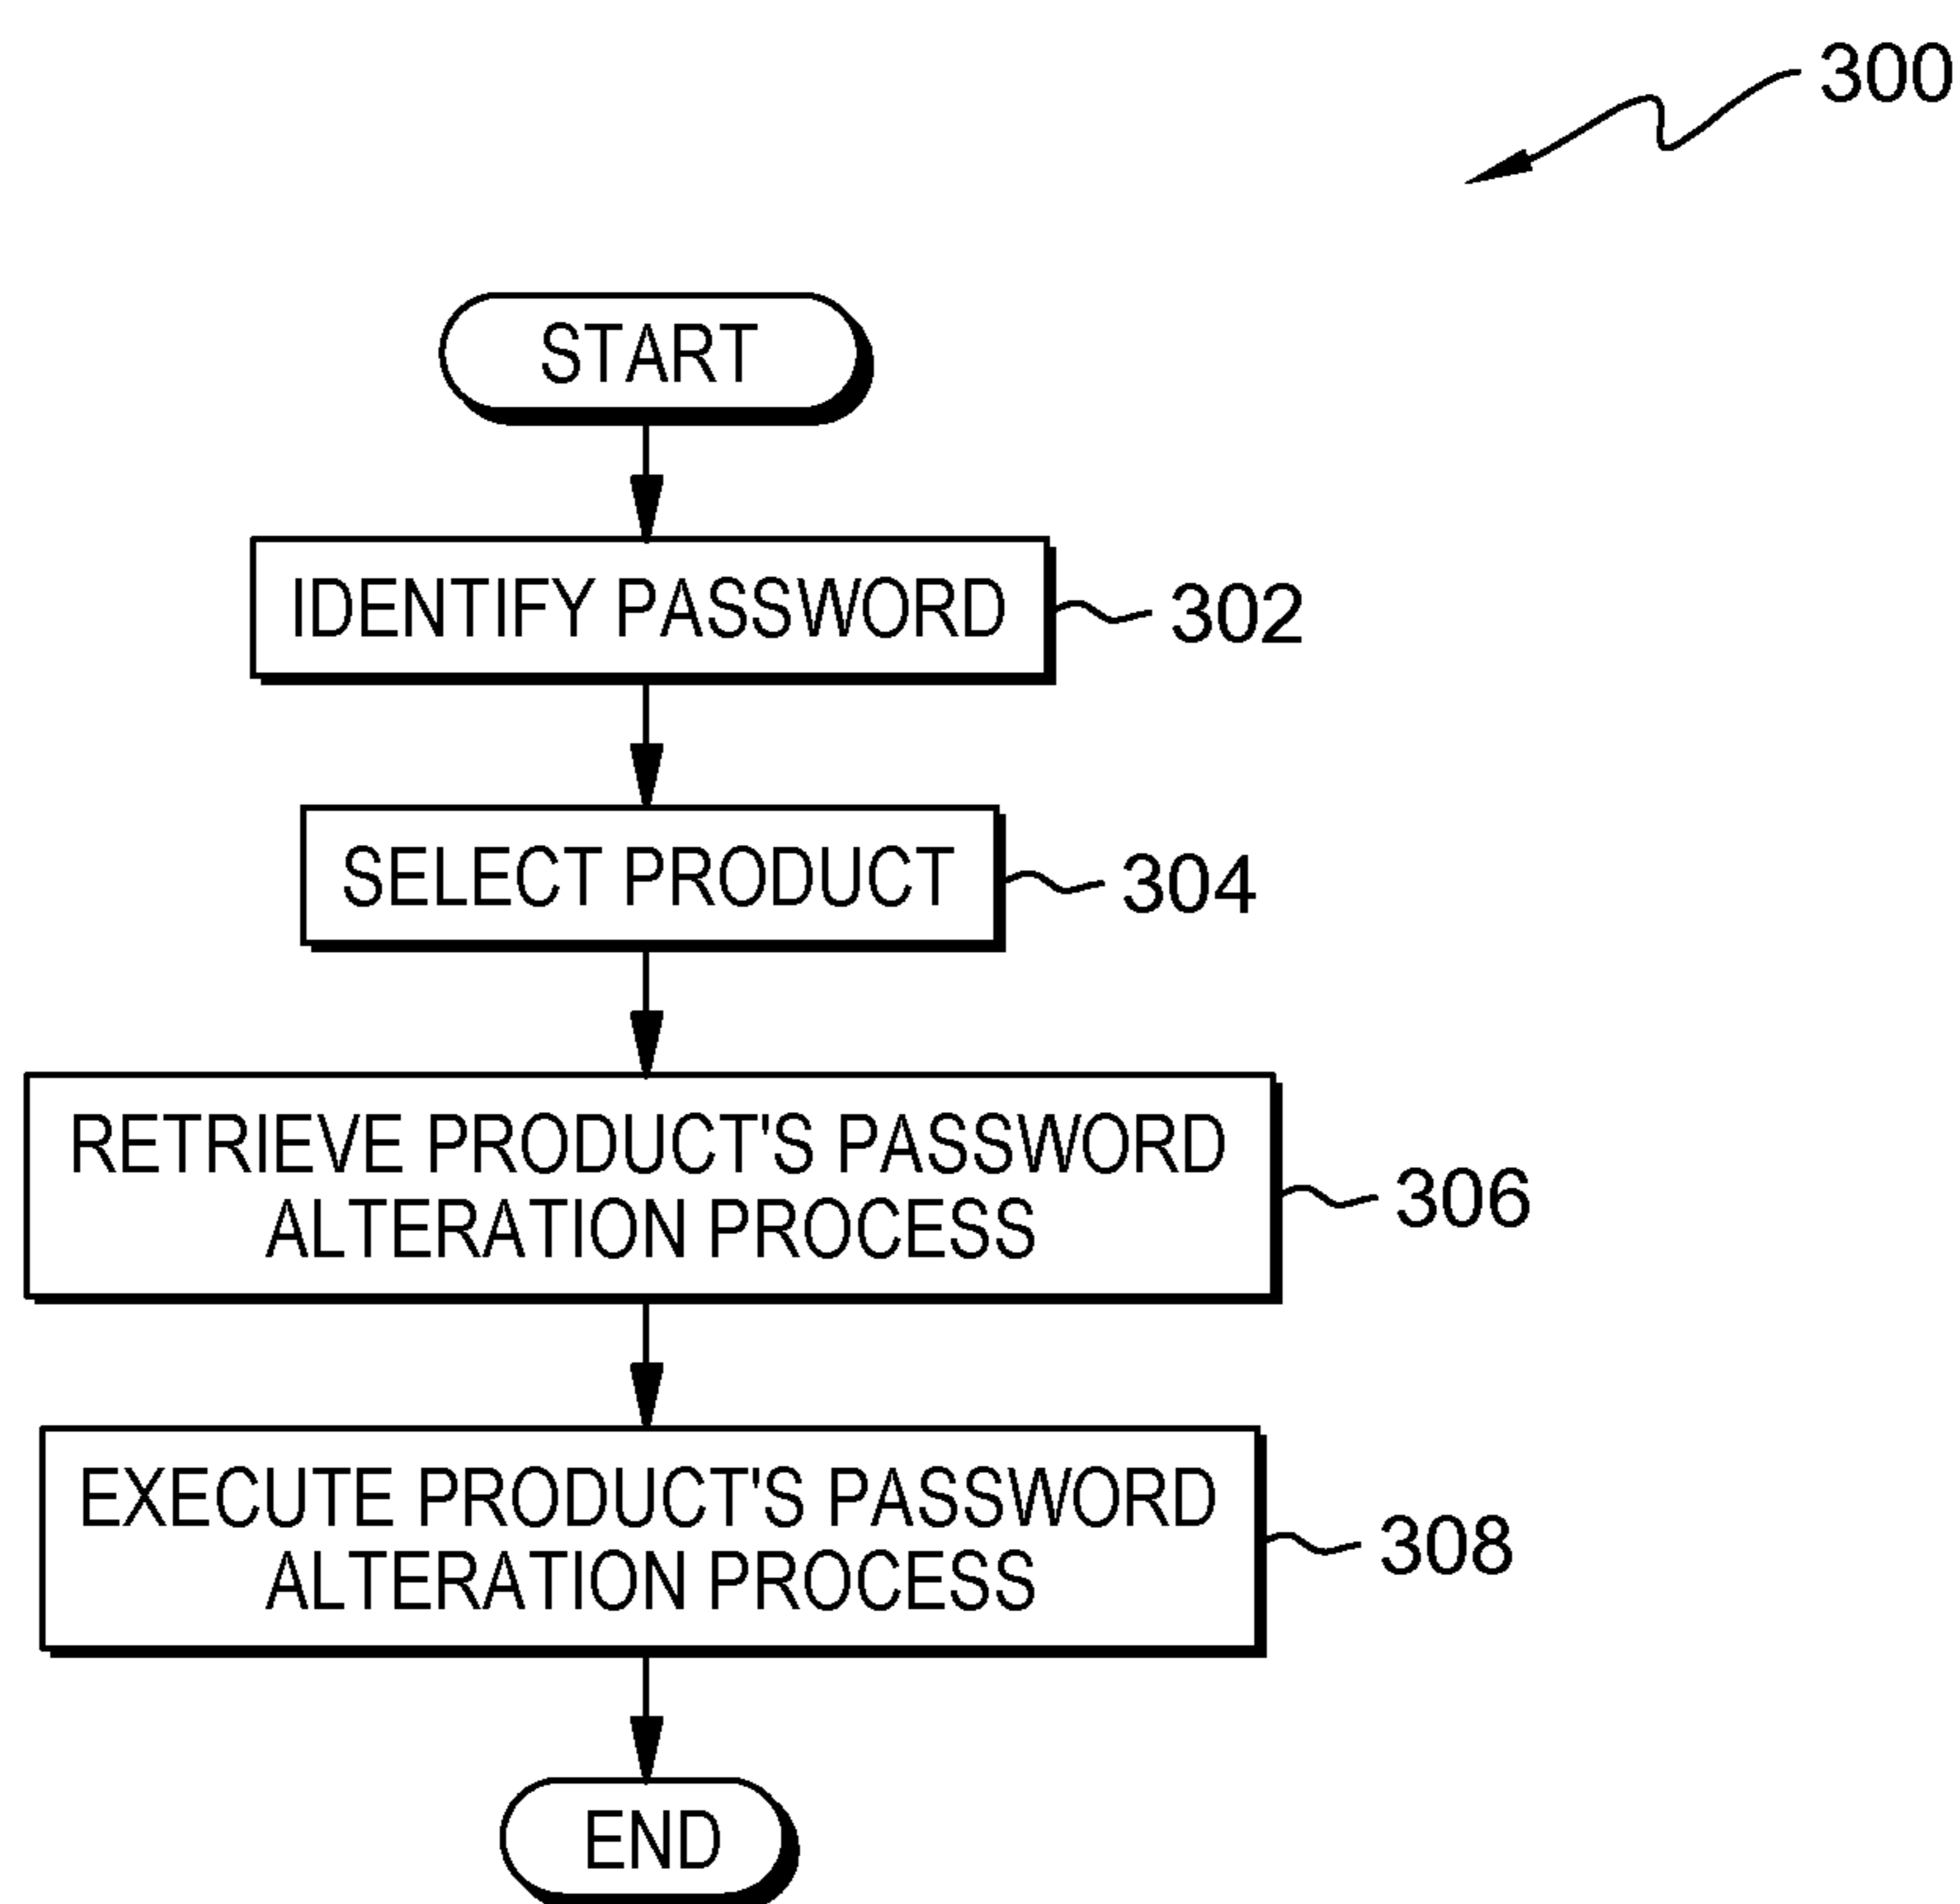 300
START
IDENTIFY PASSWORD
302
SELECT PRODUCT
304
RETRIEVE PRODUCT'S PASSWORD
ALTERATION PROCESS
306
EXECUTE PRODUCT'S PASSWORD
ALTERATION PROCESS
308
END